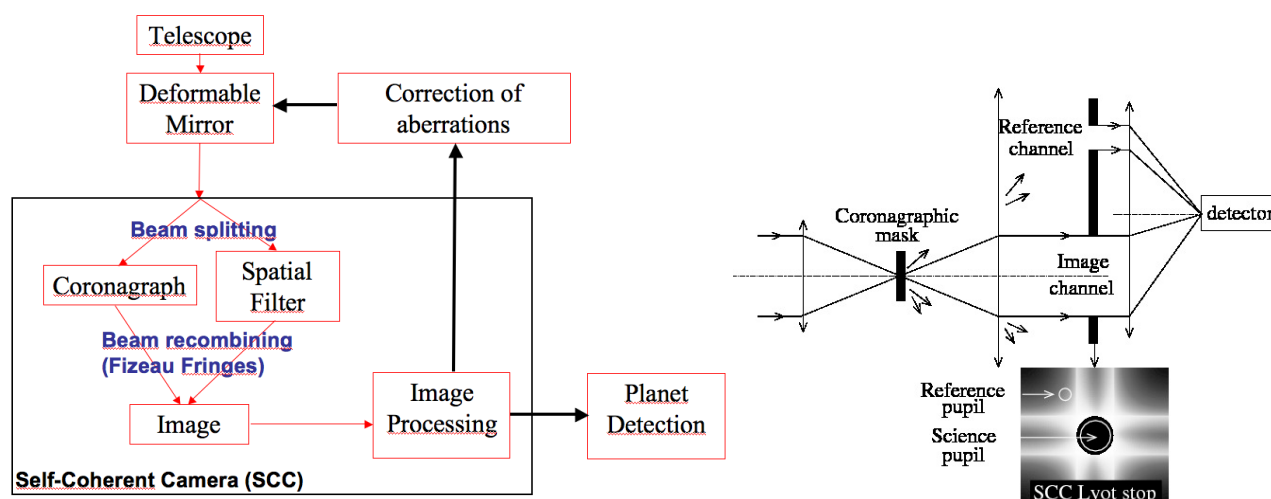 Telescope
Deformable
Mirror
Correction of
aberrations
Beam splitting
Coronagraph
Spatial
Filter
Beam recombining
(Fizeau Fringes)
Image
Image
Processing
Planet
Detection
Self-Coherent Camera (SCC)
Reference
channel
Coronagraphic
mask
detector
Image
channel
Reference
pupil
Science
pupil
SCC Lyot stop